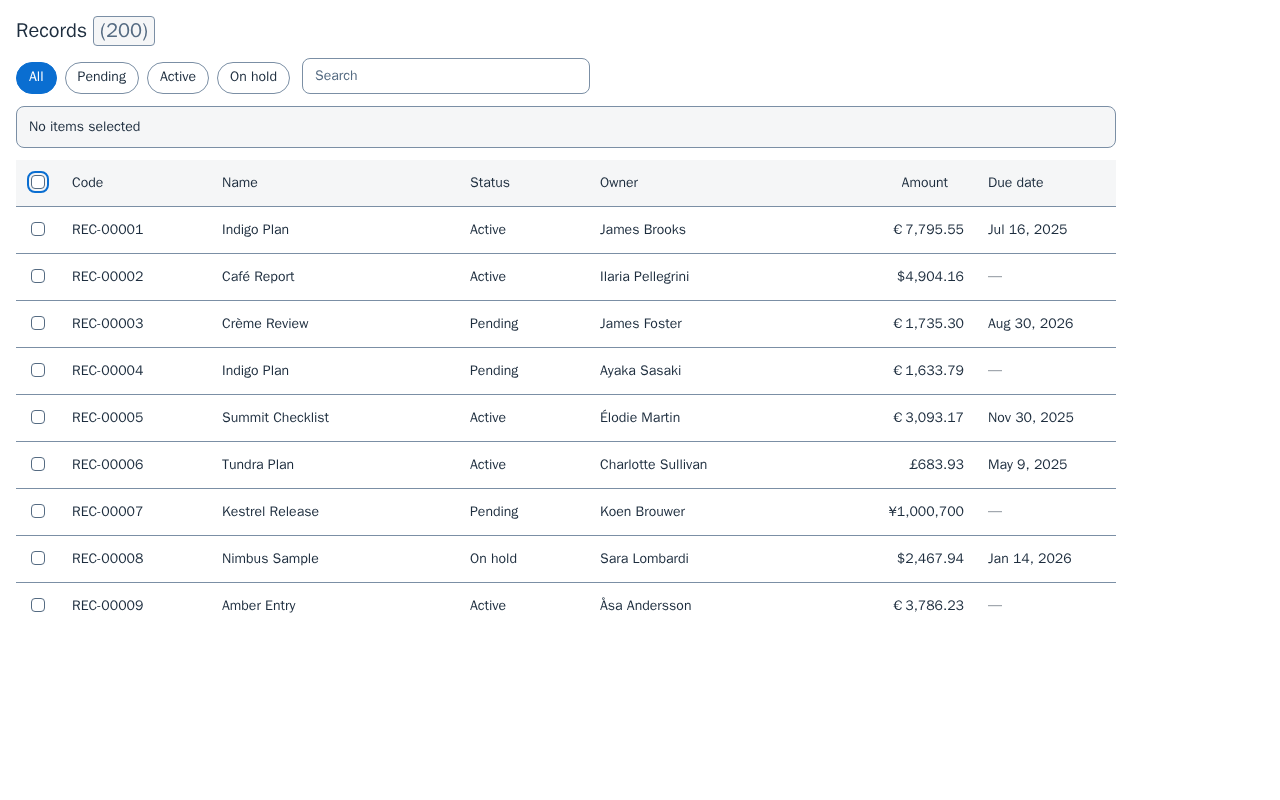 Records (200)
All Pending Active On hold Search
No items selected
Code Name Status Owner Amount Due date
REC-00001 Indigo Plan Active James Brooks € 7,795.55 Jul 16, 2025
REC-00002 Café Report Active Ilaria Pellegrini $4,904.16 —
REC-00003 Crème Review Pending James Foster € 1,735.30 Aug 30, 2026
REC-00004 Indigo Plan Pending Ayaka Sasaki € 1,633.79 —
REC-00005 Summit Checklist Active Élodie Martin € 3,093.17 Nov 30, 2025
REC-00006 Tundra Plan Active Charlotte Sullivan £683.93 May 9, 2025
REC-00007 Kestrel Release Pending Koen Brouwer ¥1,000,700 —
REC-00008 Nimbus Sample On hold Sara Lombardi $2,467.94 Jan 14, 2026
REC-00009 Amber Entry Active Åsa Andersson € 3,786.23 —